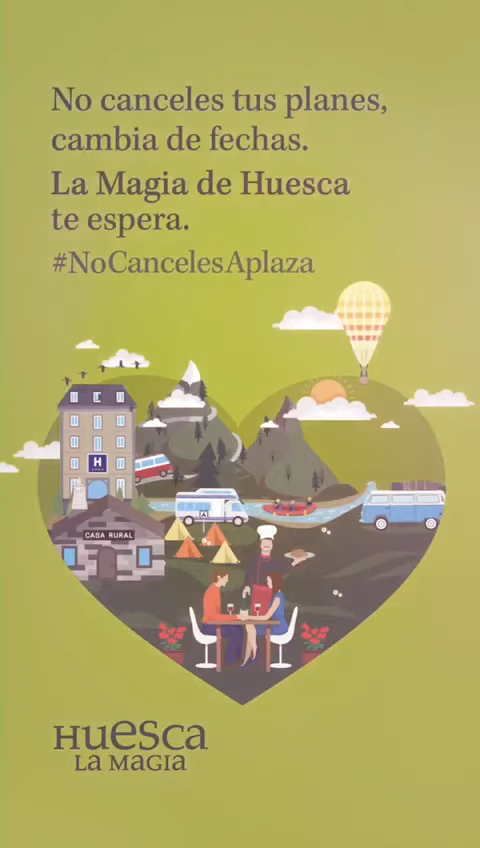 No canceles tus planes,
cambia de fechas.
La Magia de Huesca
te espera.
#NoCancelesAplaza
H
CASA RURAL
Huesca
LA MAGIA